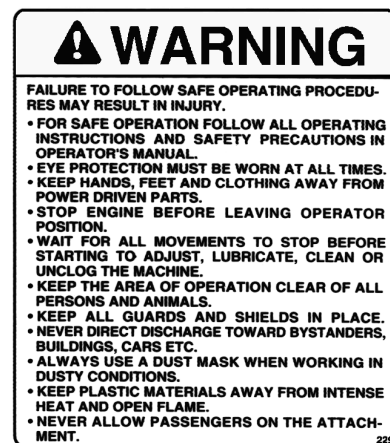 WARNING
FAILURE TO FOLLOW SAFE OPERATING PROCEDU-
RES MAY RESULT IN INJURY.
• FOR SAFE OPERATION FOLLOW ALL OPERATING
INSTRUCTIONS AND SAFETY PRECAUTIONS IN
OPERATOR'S MANUAL.
• EYE PROTECTION MUST BE WORN AT ALL TIMES.
• KEEP HANDS, FEET AND CLOTHING AWAY FROM
POWER DRIVEN PARTS.
• STOP ENGINE BEFORE LEAVING OPERATOR
POSITION.
• WAIT FOR ALL MOVEMENTS TO STOP BEFORE
STARTING TO ADJUST, LUBRICATE, CLEAN OR
UNCLOG THE MACHINE.
• KEEP THE AREA OF OPERATION CLEAR OF ALL
PERSONS AND ANIMALS.
• KEEP ALL GUARDS AND SHIELDS IN PLACE.
• NEVER DIRECT DISCHARGE TOWARD BYSTANDERS,
BUILDINGS, CARS ETC.
• ALWAYS USE A DUST MASK WHEN WORKING IN
DUSTY CONDITIONS.
• KEEP PLASTIC MATERIALS AWAY FROM INTENSE
HEAT AND OPEN FLAME.
• NEVER ALLOW PASSENGERS ON THE ATTACH-
MENT.